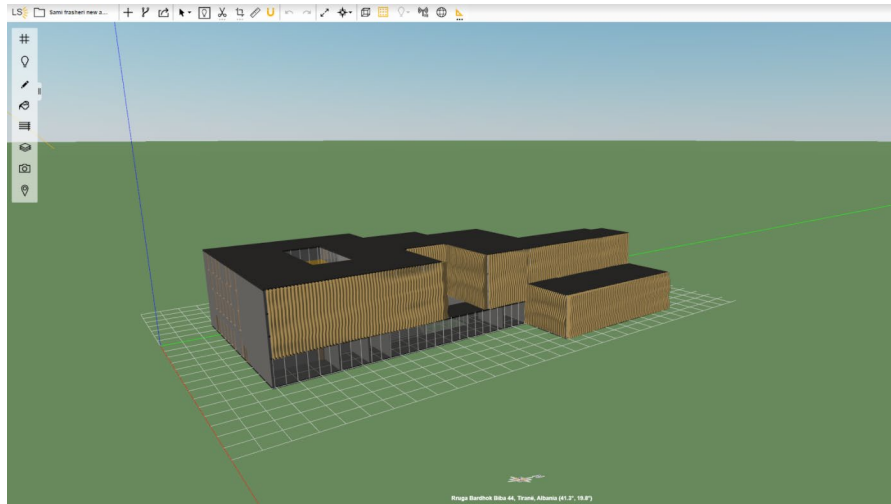 LS
Sami frasheri new a...
Rruga Bardhok Biba 44, Tiranë, Albania (41.3°, 19.8°)